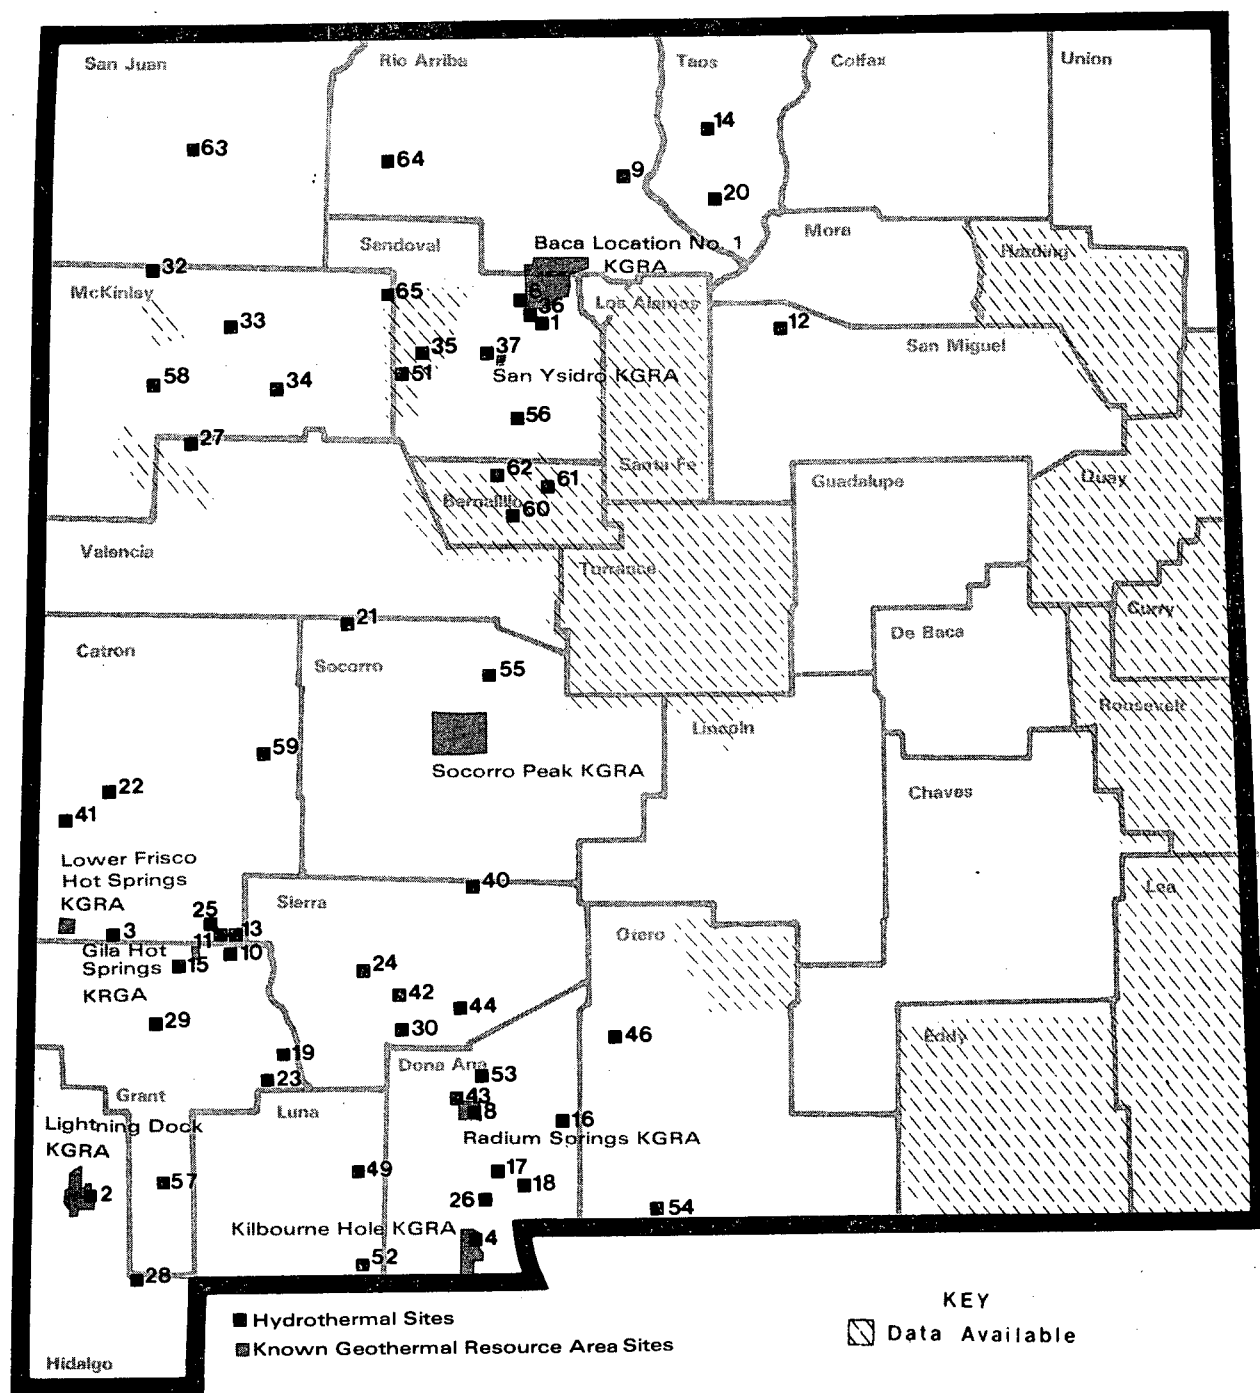 San Juan
Rio Arriba
Taos
Colfax
Union
14
63
64
9
20
Sandoval
Mora
Harding
Baca Location No. 1
KGRA
32
McKinley
65
6
36
1
Los Alamos
33
12
35
37
San Miguel
51
San Ysidro KGRA
58
34
56
27
62
61
Santa Fe
Guadalupe
Quay
Bernalillo
60
Valencia
Torrance
21
Curry
De Baca
Catron
Socorro
55
Roosevelt
Lincoln
59
Socorro Peak KGRA
22
Chaves
41
Lower Frisco
Hot Springs
KGRA
40
Lea
Sierra
25
3
11
13
Otero
Gila Hot
Springs
KRGA
15
10
24
42
44
29
30
46
Eddy
19
Dona Ana
53
23
Grant
Luna
43
8
16
Lightning Dock
KGRA
Radium Springs KGRA
57
49
17
18
2
26
54
Kilbourne Hole KGRA
4
52
28
KEY
Hydrothermal Sites
Data Available
Known Geothermal Resource Area Sites
Hidalgo